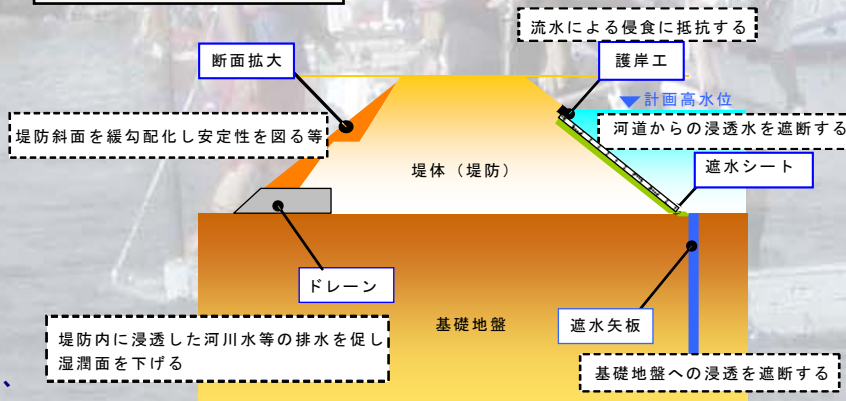 流水による侵食に抵抗する
断面拡大
護岸工
計画高水位
堤防斜面を緩勾配化し安定性を図る等
河道からの浸透水を遮断する
堤体（堤防）
遮水シート
ドレーン
基礎地盤
遮水矢板
堤防内に浸透した河川水等の排水を促し
湿潤面を下げる
基礎地盤への浸透を遮断する
、